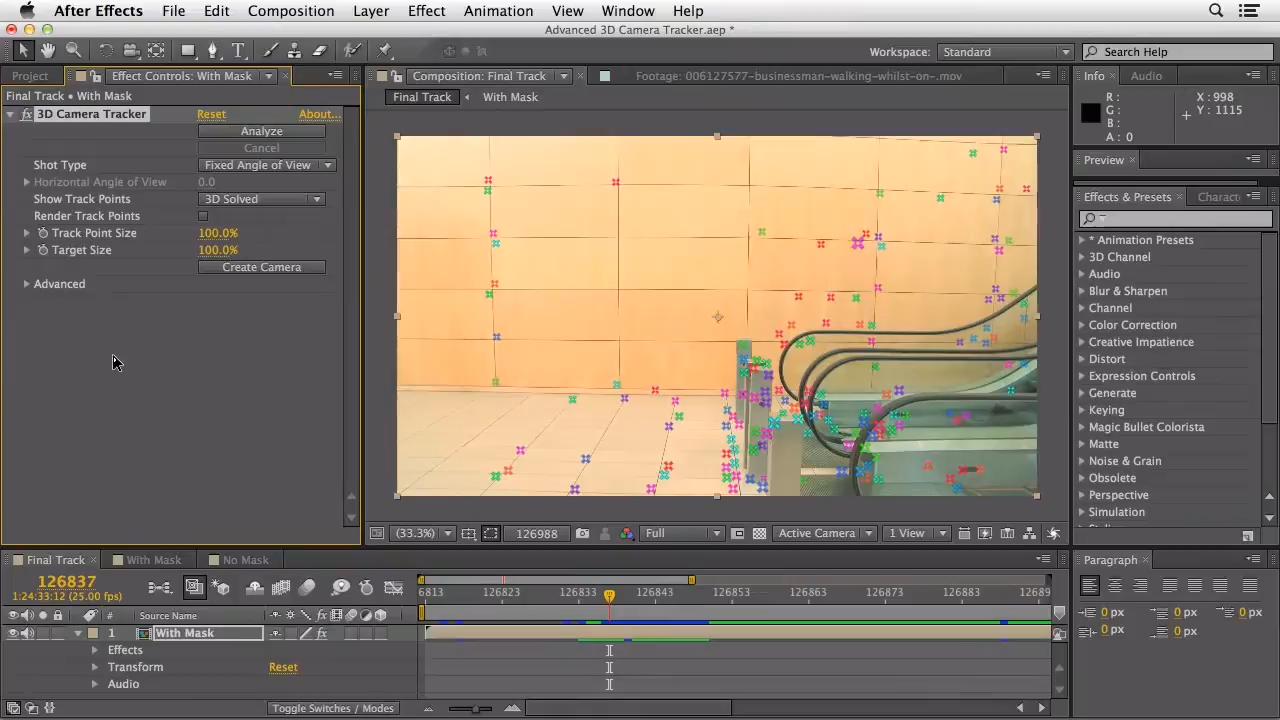 After Effects File Edit Composition Layer Effect Animation View Window Help
Advanced 3D Camera Tracker.aep *
Workspace: Standard Search Help
Project Effect Controls: With Mask
Composition: Final Track Footage: 006127577-businessman-walking-whilst-on-.mov
Info Audio
Final Track • With Mask
Final Track With Mask
3D Camera Tracker Reset About...
Analyze
Cancel
Shot Type Fixed Angle of View
Horizontal Angle of View 0.0
Show Track Points 3D Solved
Render Track Points
Track Point Size 100.0%
Target Size 100.0%
Create Camera
Advanced
R :
G :
B :
A : 0
X : 998
Y : 1115
Preview
Effects & Presets Charact
* Animation Presets
3D Channel
Audio
Blur & Sharpen
Channel
Color Correction
Creative Impatience
Distort
Expression Controls
Generate
Keying
Magic Bullet Colorista
Matte
Noise & Grain
Obsolete
Perspective
Simulation
(33.3%) 126988 Full Active Camera 1 View
Final Track With Mask No Mask
126837
1:24:33:12 (25.00 fps)
6813 126823 126833 126843 126853 126863 126873 126883 12689
# Source Name
1 With Mask
Effects
Transform Reset
Audio
Toggle Switches / Modes
Paragraph
0 px 0 px 0 px
0 px 0 px